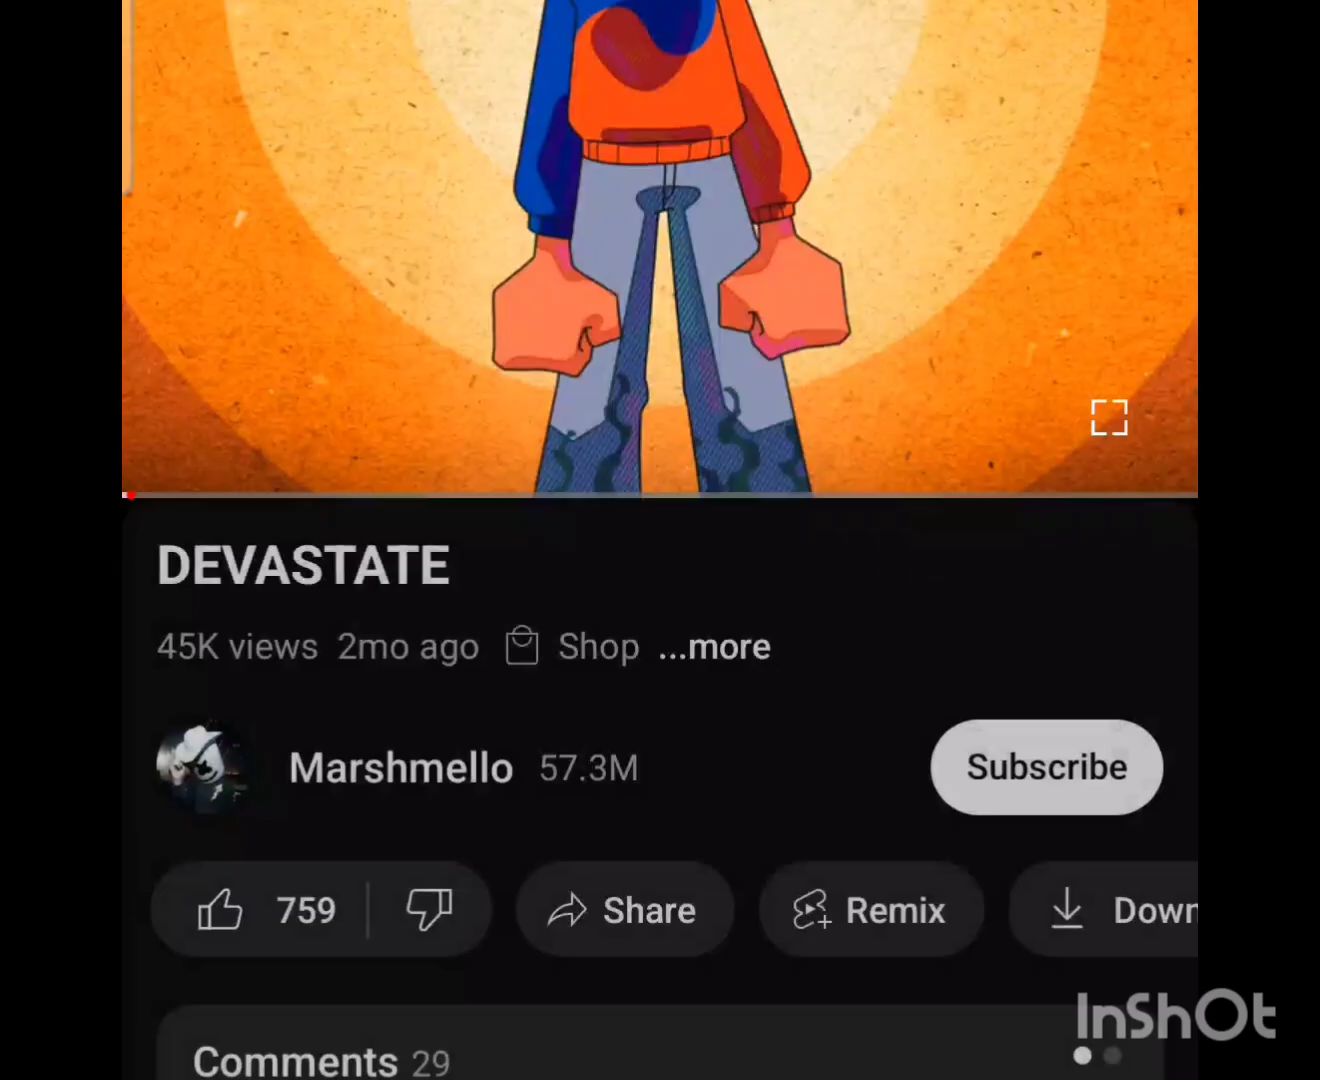 DEVASTATE
45K views 2mo ago Shop ...more
Marshmello 57.3M
Subscribe
759 Share Remix Down
InShOt
Comments 29